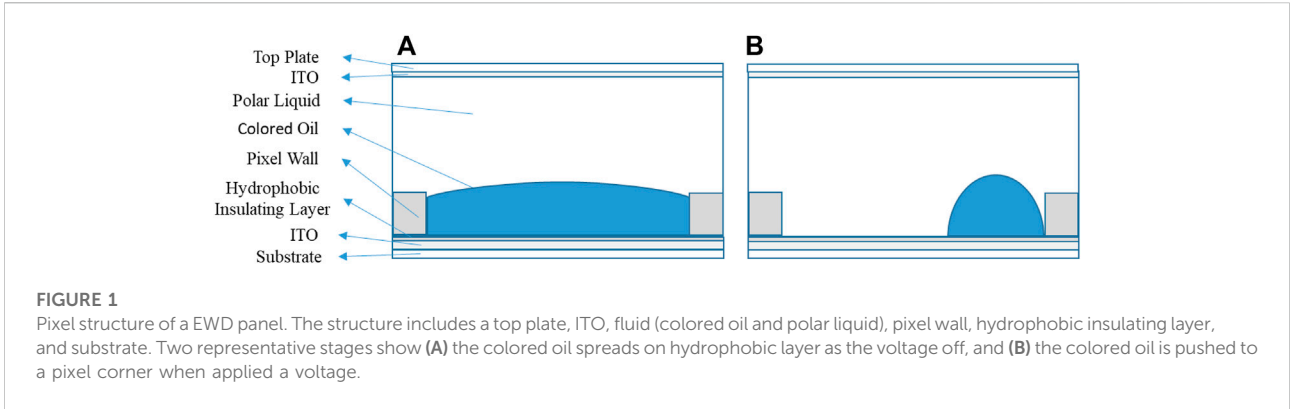 A
B
Top Plate
ITO
Polar Liquid
Colored Oil
Pixel Wall
Hydrophobic
Insulating Layer
ITO
Substrate
FIGURE 1
Pixel structure of a EWD panel. The structure includes a top plate, ITO, fluid (colored oil and polar liquid), pixel wall, hydrophobic insulating layer,
and substrate. Two representative stages show (A) the colored oil spreads on hydrophobic layer as the voltage off, and (B) the colored oil is pushed to
a pixel corner when applied a voltage.